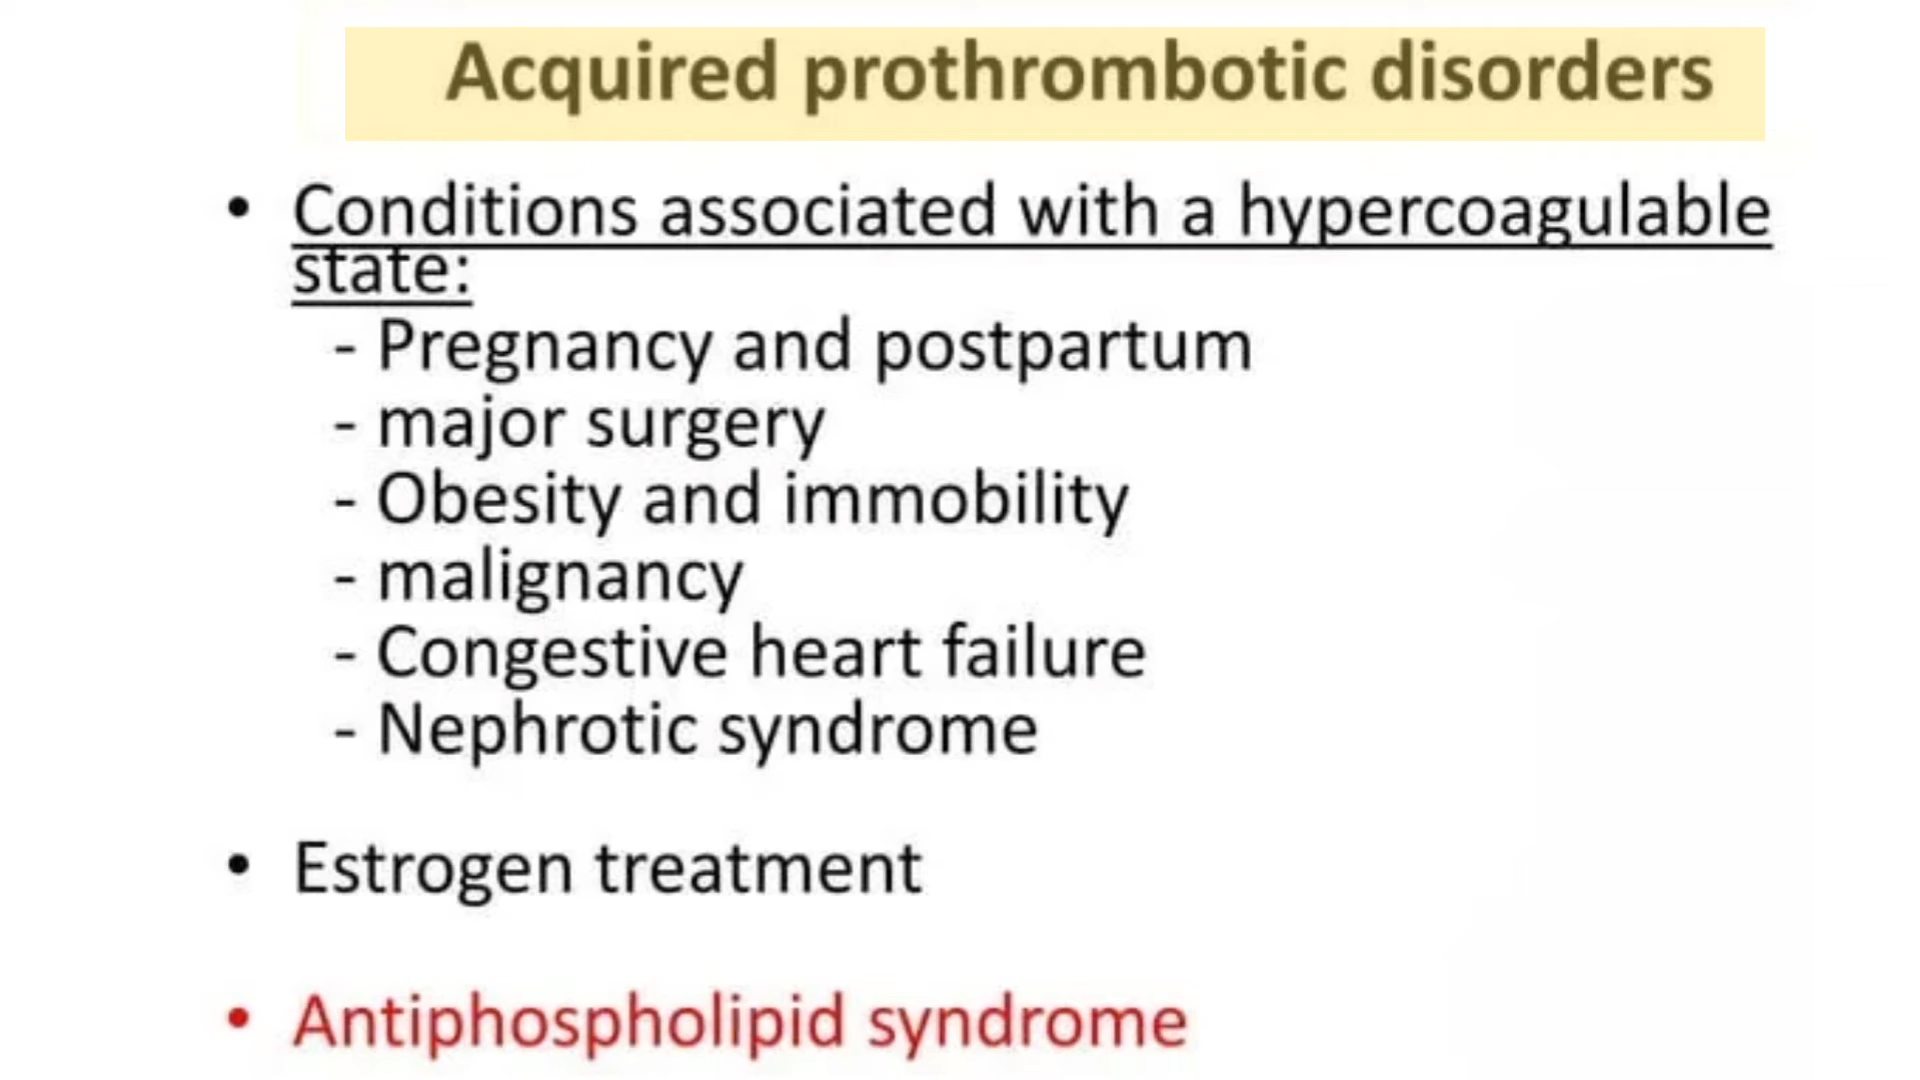 Acquired prothrombotic disorders
• Conditions associated with a hypercoagulable
state:
- Pregnancy and postpartum
- major surgery
- Obesity and immobility
- malignancy
- Congestive heart failure
- Nephrotic syndrome
• Estrogen treatment
• Antiphospholipid syndrome